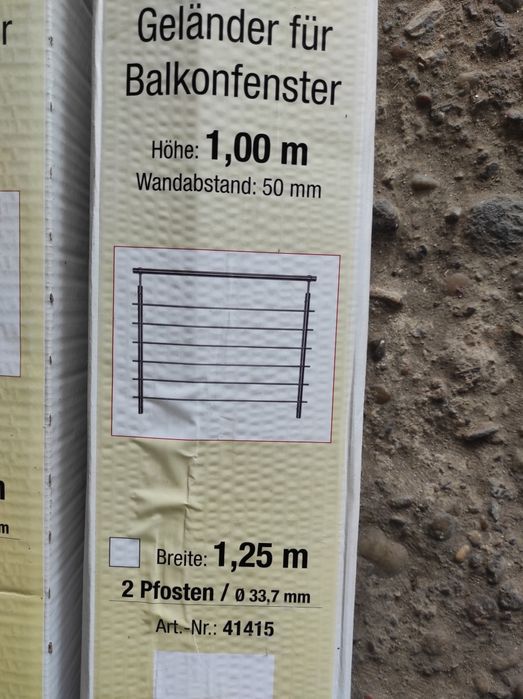 Geländer für
Balkonfenster
Höhe: 1,00 m
Wandabstand: 50 mm
Breite: 1,25 m
2 Pfosten / ø 33,7 mm
Art.-Nr.: 41415